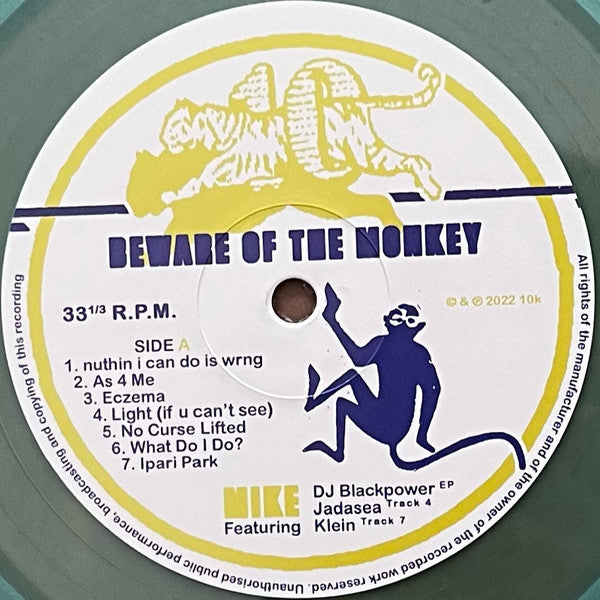 10
BEWARE OF THE MONKEY
33 1/3 R.P.M.
© & ℗ 2022 10k
SIDE A
1. nuthin i can do is wrng
2. As 4 Me
3. Eczema
4. Light (if u can't see)
5. No Curse Lifted
6. What Do I Do?
7. Ipari Park
MIKE
Featuring
DJ Blackpower EP
Jadasea Track 4
Klein Track 7
All rights of the manufacturer and of the owner of the recorded work reserved. Unauthorised public performance, broadcasting and copying of this recording